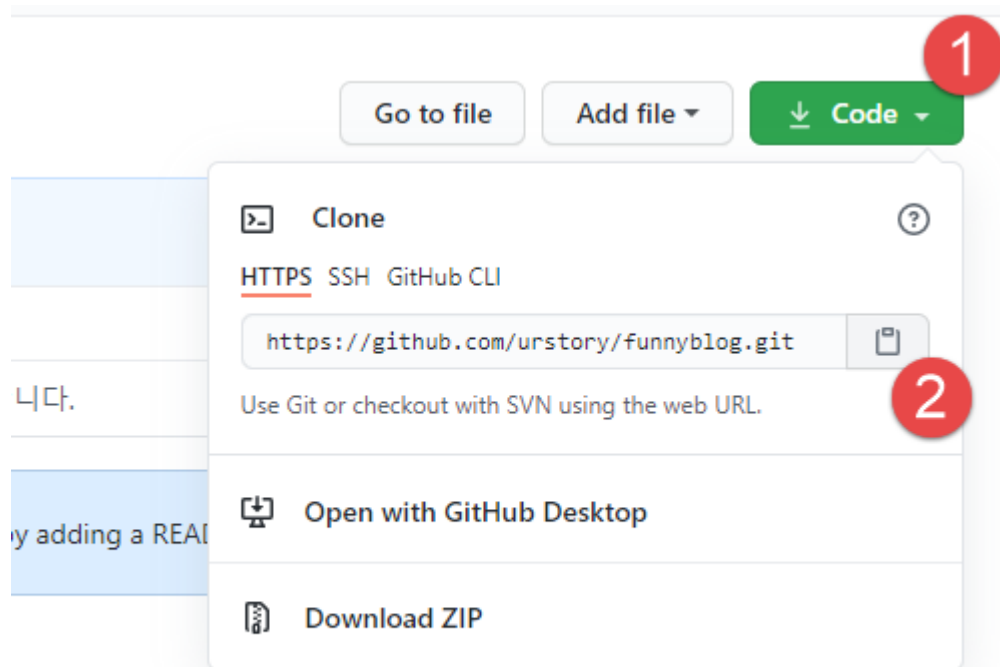 1
Go to file Add file Code
Clone
HTTPS SSH GitHub CLI
https://github.com/urstory/funnyblog.git
니다.
2
Use Git or checkout with SVN using the web URL.
Open with GitHub Desktop
by adding a READ
Download ZIP